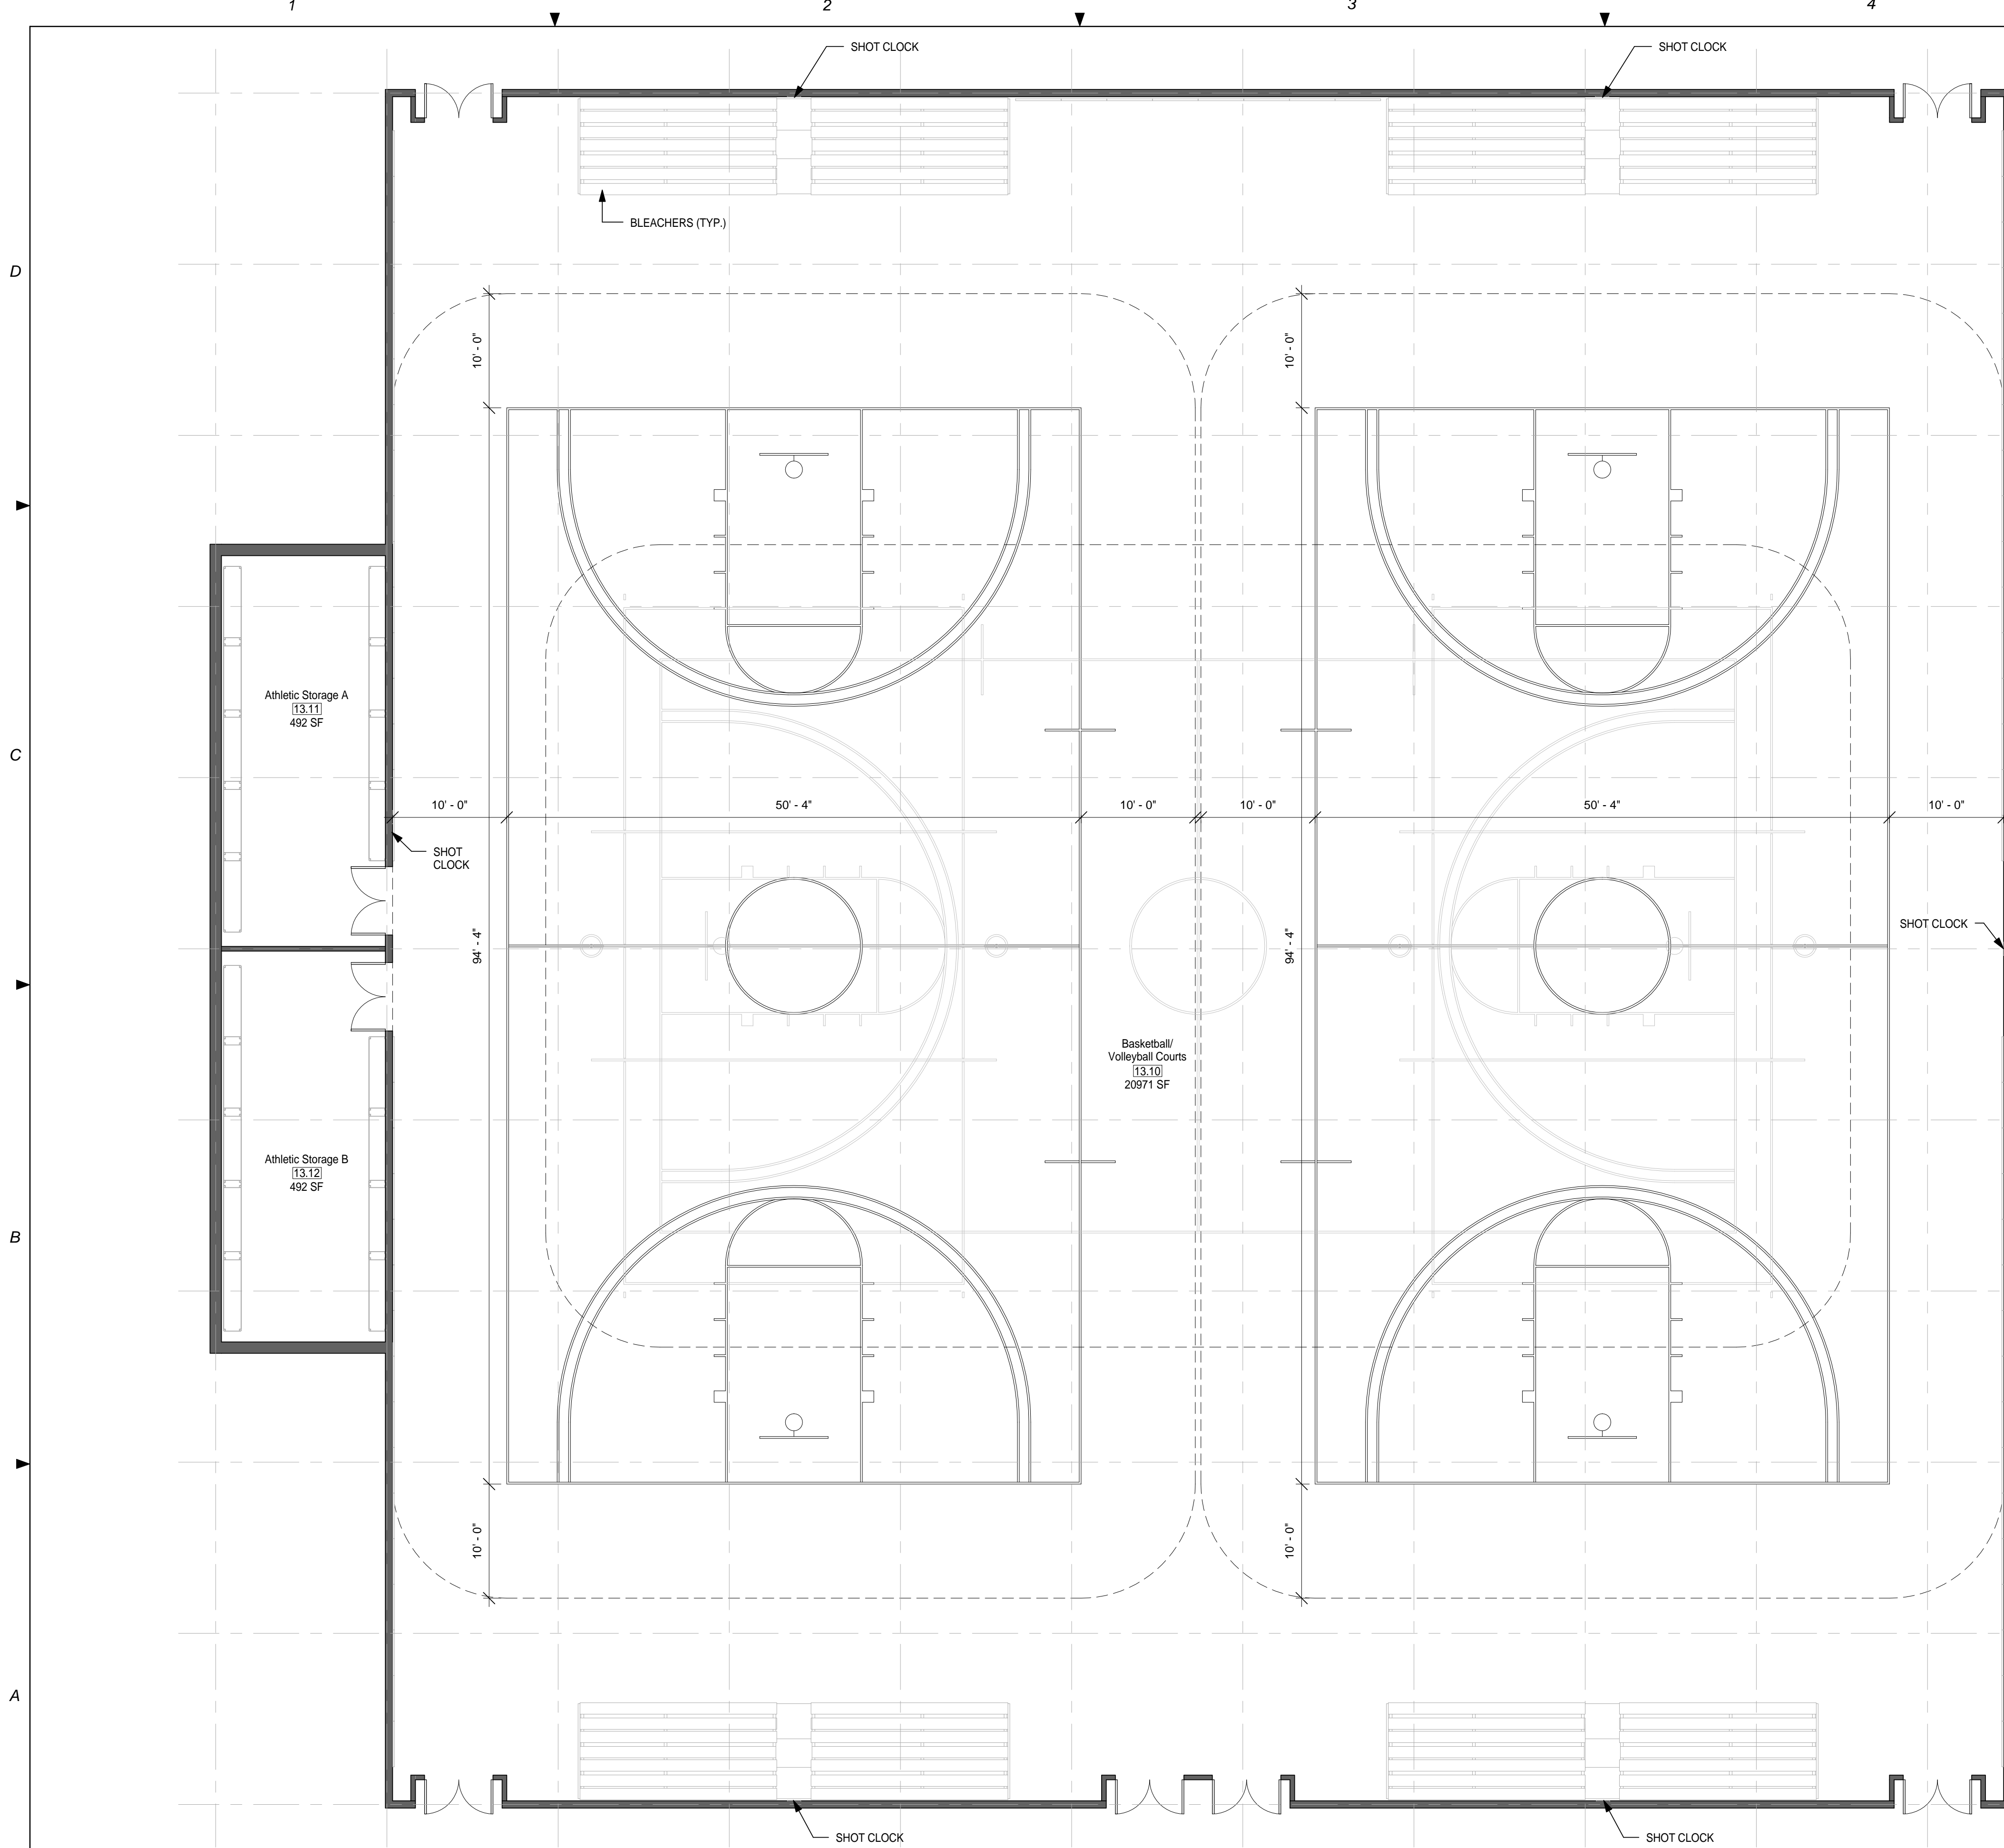 1
2
3
4
SHOT CLOCK
SHOT CLOCK
BLEACHERS (TYP.)
D
10' - 0"
10' - 0"
Athletic Storage A
13.11
492 SF
C
10' - 0"
50' - 4"
10' - 0"
10' - 0"
50' - 4"
10' - 0"
SHOT
CLOCK
SHOT CLOCK
94' - 4"
94' - 4"
Basketball/
Volleyball Courts
13.10
20971 SF
Athletic Storage B
13.12
492 SF
B
10' - 0"
10' - 0"
A
SHOT CLOCK
SHOT CLOCK